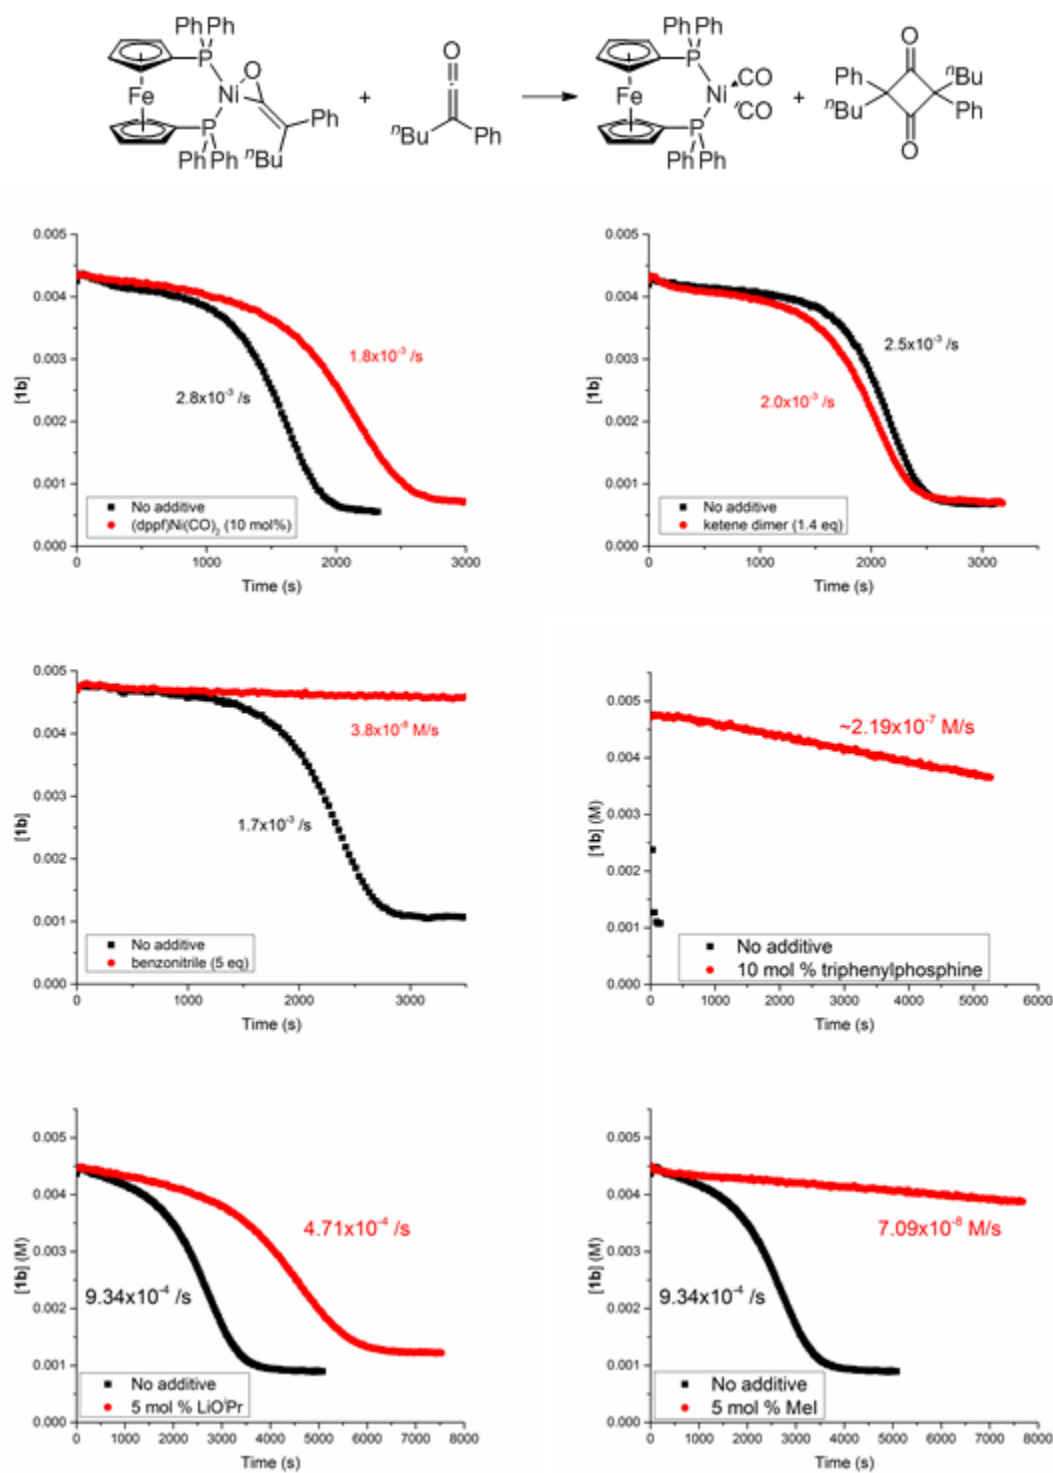 PhPh
O
Ph
Fe
P
Ni
O
Ph
nBu
P
PhPh
+
O
nBu
Ph
PhPh
P
Fe
Ni
CO
CO
P
PhPh
+
O
Ph
nBu
nBu
Ph
O
0.005
0.004
0.003
0.002
0.001
0.000
[1b]
1.8x10⁻³ /s
2.8x10⁻³ /s
No additive
(dppf)Ni(CO)₂ (10 mol%)
0 1000 2000 3000
Time (s)
0.005
0.004
0.003
0.002
0.001
0.000
[1b]
2.5x10⁻³ /s
2.0x10⁻³ /s
No additive
ketene dimer (1.4 eq)
0 1000 2000 3000
Time (s)
0.005
0.004
0.003
0.002
0.001
0.000
[1b]
3.8x10⁻⁸ M/s
1.7x10⁻³ /s
No additive
benzonitrile (5 eq)
0 1000 2000 3000
Time (s)
0.005
0.004
0.003
0.002
0.001
0.000
[1b] (M)
~2.19x10⁻⁷ M/s
No additive
10 mol % triphenylphosphine
0 1000 2000 3000 4000 5000 6000
Time (s)
0.005
0.004
0.003
0.002
0.001
0.000
[1b] (M)
4.71x10⁻⁴ /s
9.34x10⁻⁴ /s
No additive
5 mol % LiOⁱPr
0 1000 2000 3000 4000 5000 6000 7000 8000
Time (s)
0.005
0.004
0.003
0.002
0.001
0.000
[1b] (M)
7.09x10⁻⁸ M/s
9.34x10⁻⁴ /s
No additive
5 mol % MeI
0 1000 2000 3000 4000 5000 6000 7000 8000
Time (s)